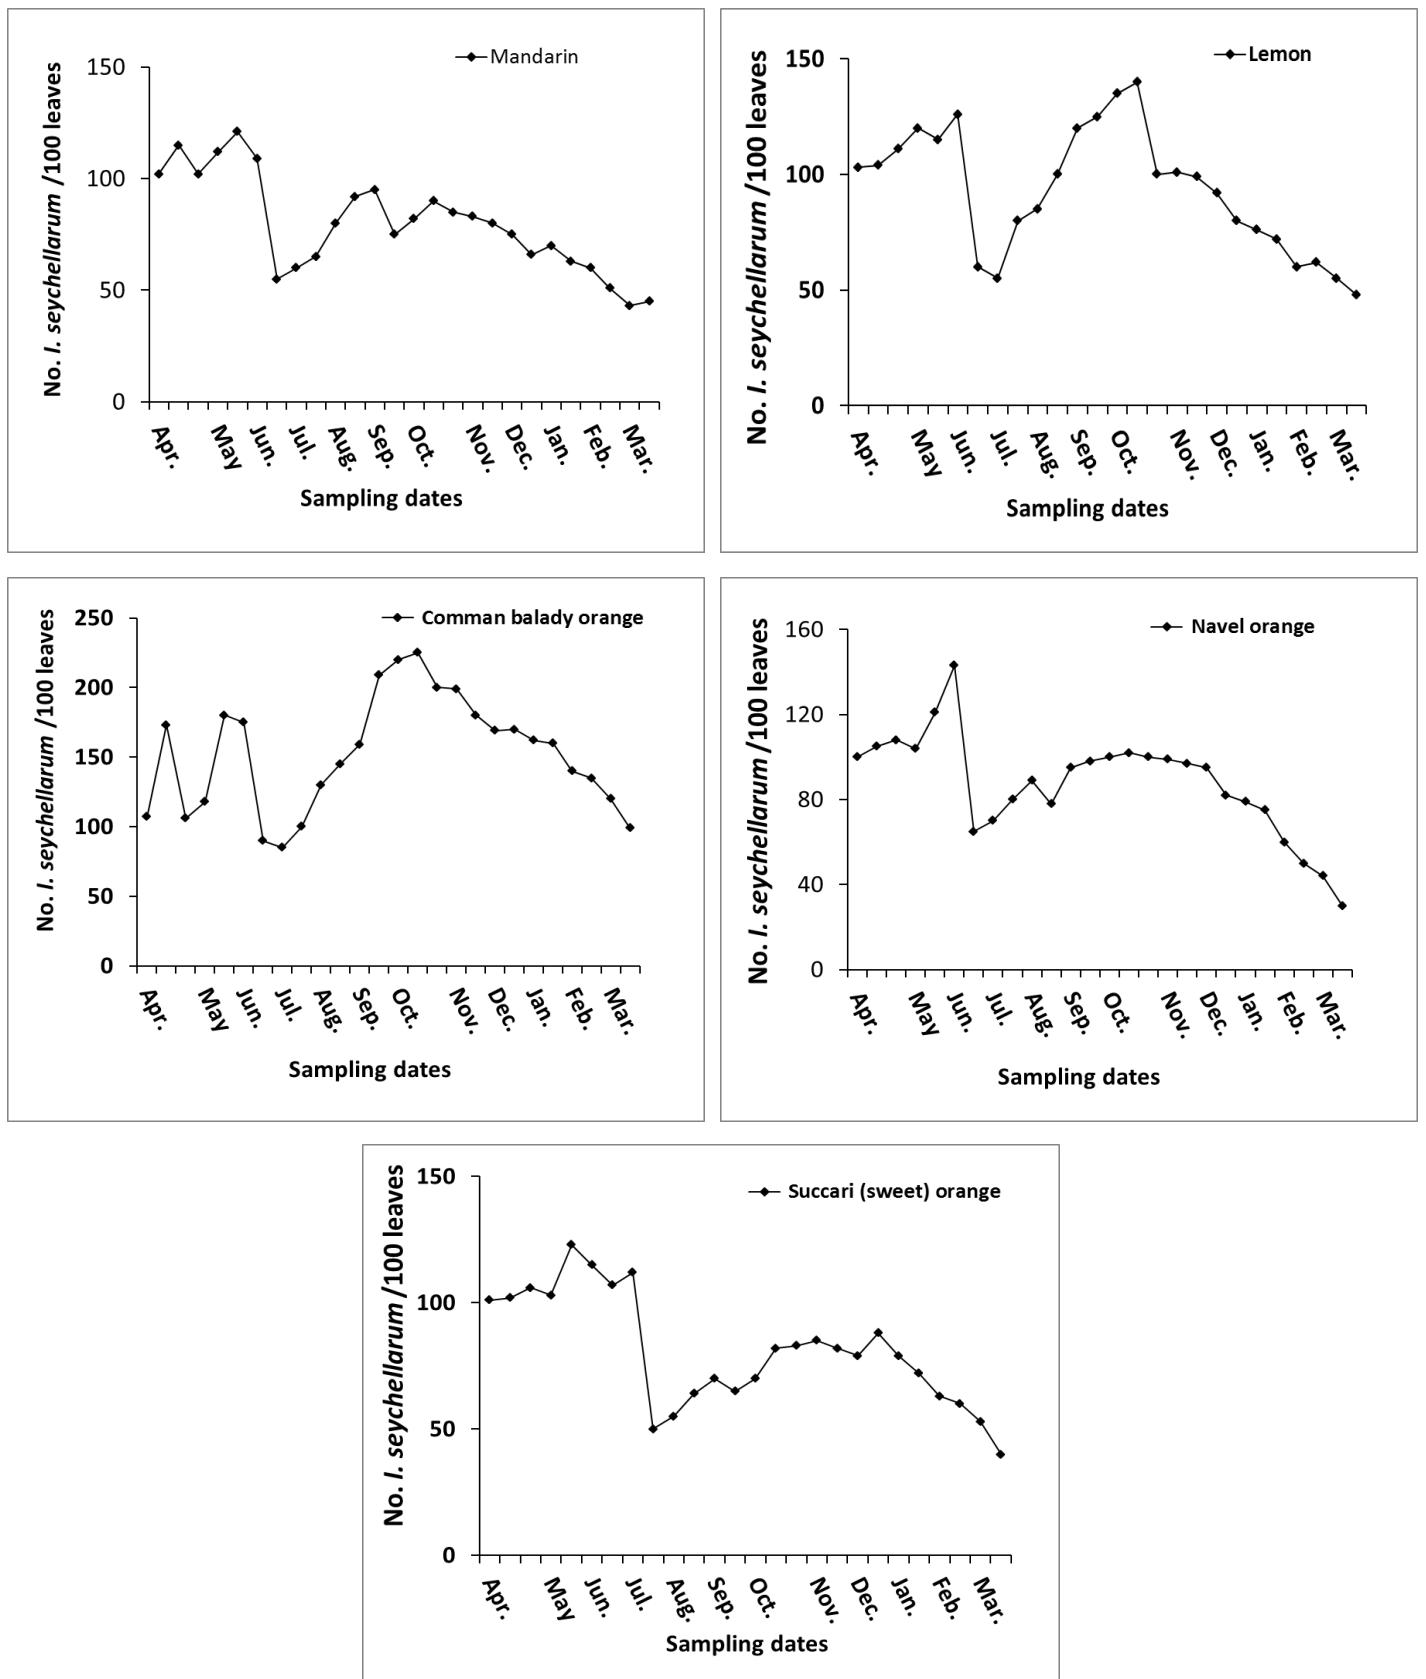 Mandarin
No. I. seychellarum /100 leaves
150
100
50
0
Apr. May Jun. Jul. Aug. Sep. Oct. Nov. Dec. Jan. Feb. Mar.
Sampling dates
Lemon
No. I. seychellarum /100 leaves
150
100
50
0
Apr. May Jun. Jul. Aug. Sep. Oct. Nov. Dec. Jan. Feb. Mar.
Sampling dates
Comman balady orange
No. I. seychellarum /100 leaves
250
200
150
100
50
0
Apr. May Jun. Jul. Aug. Sep. Oct. Nov. Dec. Jan. Feb. Mar.
Sampling dates
Navel orange
No. I. seychellarum /100 leaves
160
120
80
40
0
Apr. May Jun. Jul. Aug. Sep. Oct. Nov. Dec. Jan. Feb. Mar.
Sampling dates
Succari (sweet) orange
No. I. seychellarum /100 leaves
150
100
50
0
Apr. May Jun. Jul. Aug. Sep. Oct. Nov. Dec. Jan. Feb. Mar.
Sampling dates